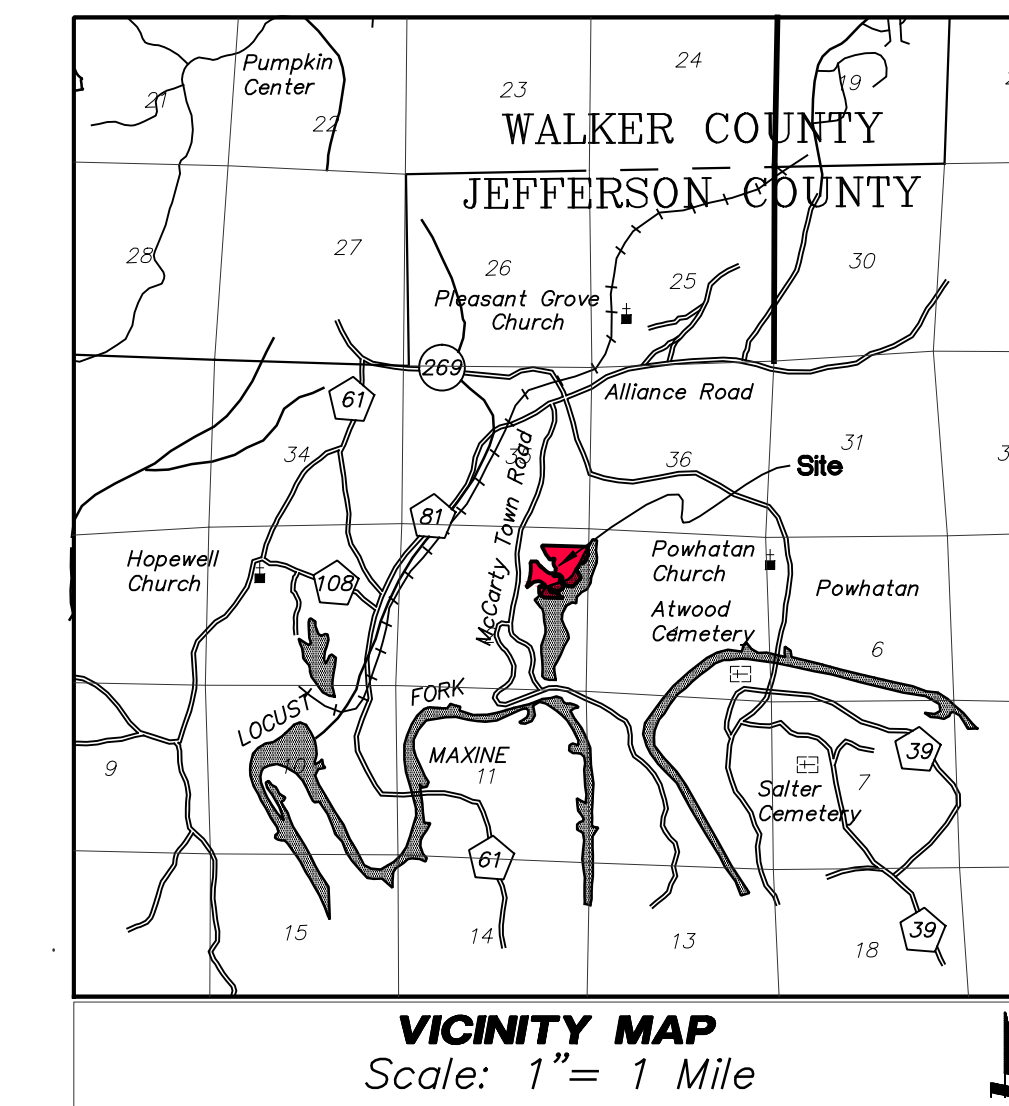 Pumpkin
Center
24
23
19
21
22
WALKER COUNTY
JEFFERSON COUNTY
28
27
26
25
30
Pleasant Grove
Church
269
61
Alliance Road
34
35
36
31
Site
McCarty Town Road
81
Hopewell
Church
108
Powhatan
Church
Powhatan
Atwood
Cemetery
6
LOCUST
FORK
MAXINE
9
10
11
39
7
Salter
Cemetery
61
15
14
13
18
39
VICINITY MAP
Scale: 1"= 1 Mile